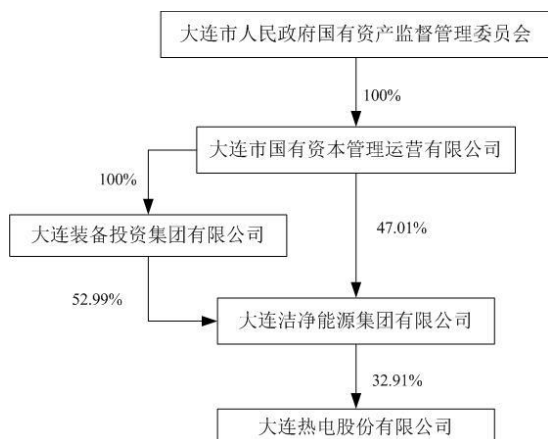 大连市人民政府国有资产监督管理委员会
100%
大连市国有资本管理运营有限公司
100%
大连装备投资集团有限公司
47.01%
52.99%
大连洁净能源集团有限公司
32.91%
大连热电股份有限公司